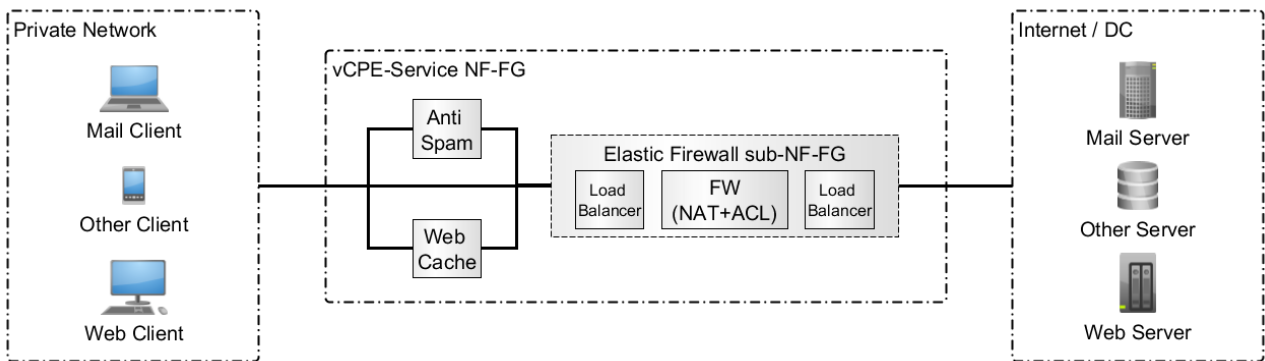 Private Network
Mail Client
Other Client
Web Client
vCPE-Service NF-FG
Anti
Spam
Web
Cache
Elastic Firewall sub-NF-FG
Load
Balancer
FW
(NAT+ACL)
Load
Balancer
Internet / DC
Mail Server
Other Server
Web Server